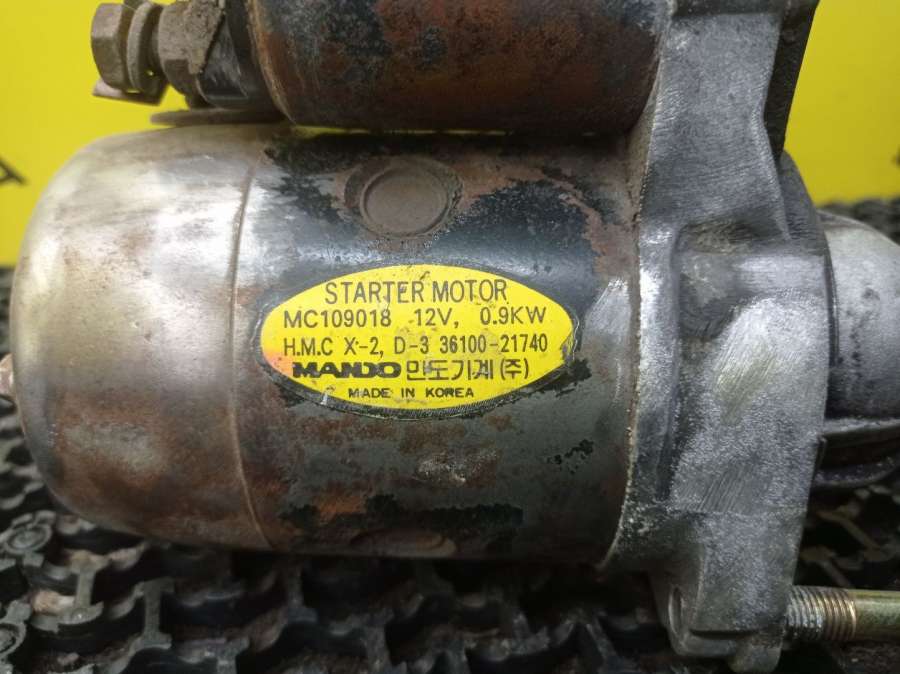 STARTER MOTOR
MC109018 12V, 0.9KW
H.M.C X-2, D-3 36100-21740
MANDO 만도기계(주)
MADE IN KOREA